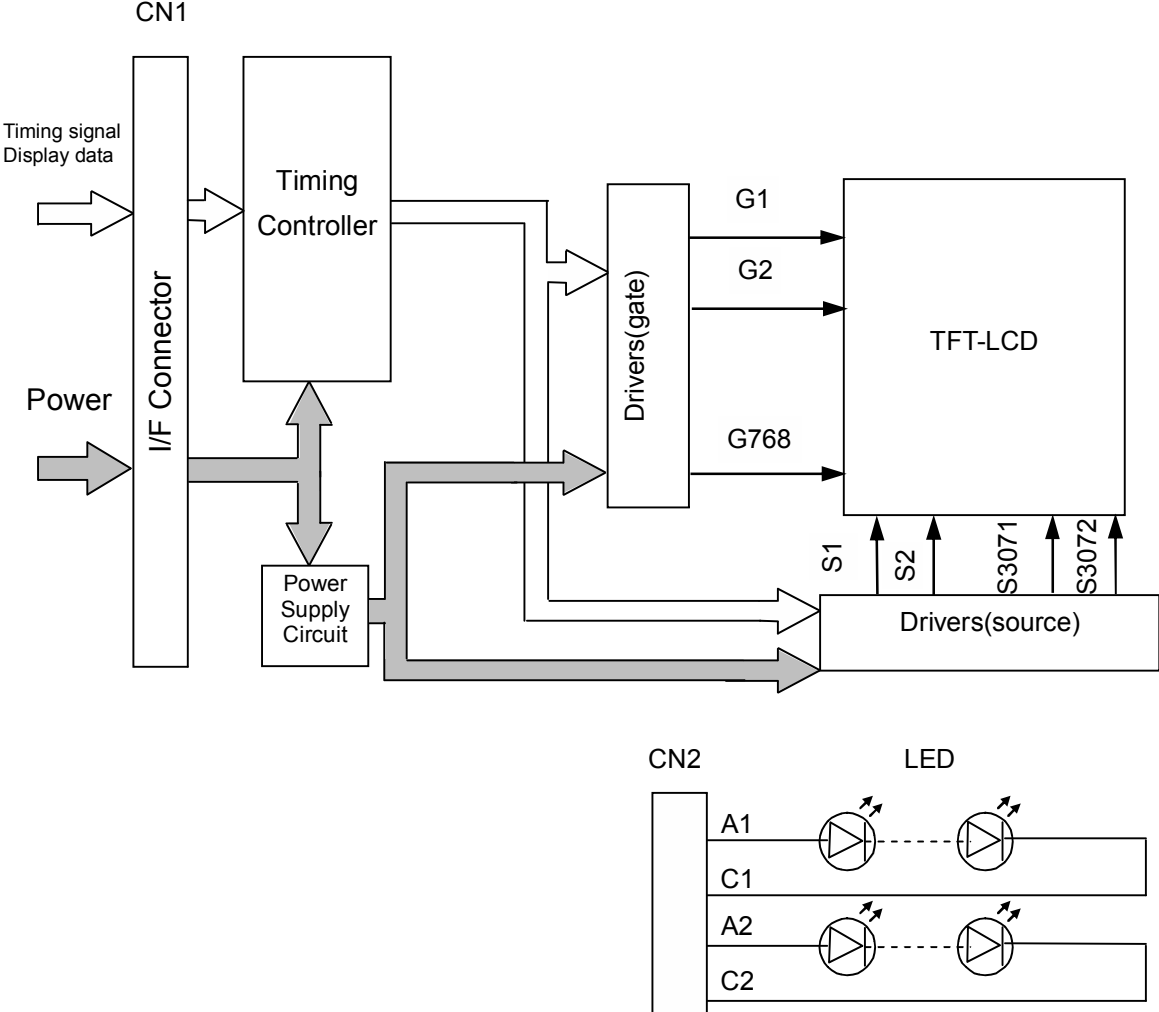 CN1
Timing signal
Display data
Timing
Controller
I/F Connector
Power
Power
Supply
Circuit
Drivers(gate)
G1
G2
G768
TFT-LCD
S1
S2
S3071
S3072
Drivers(source)
CN2
LED
A1
C1
A2
C2